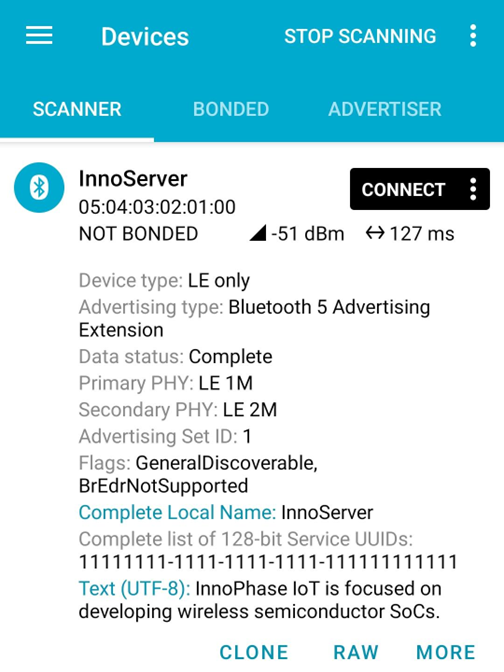 Devices STOP SCANNING
SCANNER BONDED ADVERTISER
InnoServer
CONNECT
05:04:03:02:01:00
NOT BONDED -51 dBm 127 ms
Device type: LE only
Advertising type: Bluetooth 5 Advertising
Extension
Data status: Complete
Primary PHY: LE 1M
Secondary PHY: LE 2M
Advertising Set ID: 1
Flags: GeneralDiscoverable,
BrEdrNotSupported
Complete Local Name: InnoServer
Complete list of 128-bit Service UUIDs:
11111111-1111-1111-1111-111111111111
Text (UTF-8): InnoPhase IoT is focused on
developing wireless semiconductor SoCs.
CLONE RAW MORE